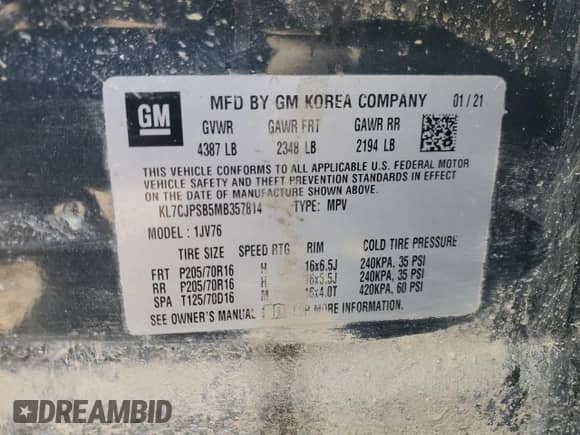 GM MFD BY GM KOREA COMPANY 01/21
GVWR GAWR FRT GAWR RR
4387 LB 2348 LB 2194 LB
THIS VEHICLE CONFORMS TO ALL APPLICABLE U.S. FEDERAL MOTOR
VEHICLE SAFETY AND THEFT PREVENTION STANDARDS IN EFFECT
ON THE DATE OF MANUFACTURE SHOWN ABOVE.
KL7CJPSB5MB357814 TYPE: MPV
MODEL: 1JV76
TIRE SIZE SPEED RTG RIM COLD TIRE PRESSURE
FRT P205/70R16 H 16x6.5J 240KPA, 35 PSI
RR P205/70R16 H 16x6.5J 240KPA, 35 PSI
SPA T125/70D16 M 16x4.0T 420KPA, 60 PSI
SEE OWNER'S MANUAL FOR MORE INFORMATION.
DREAMBID